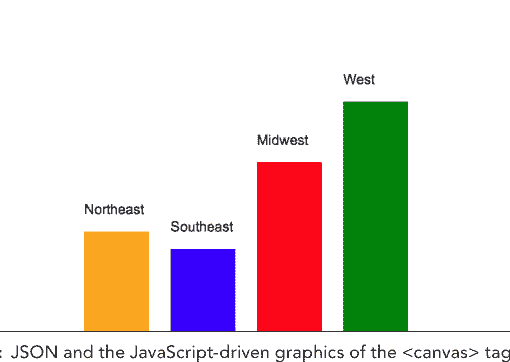 West
Midwest
Northeast
Southeast
: JSON and the JavaScript-driven graphics of the <canvas> tag